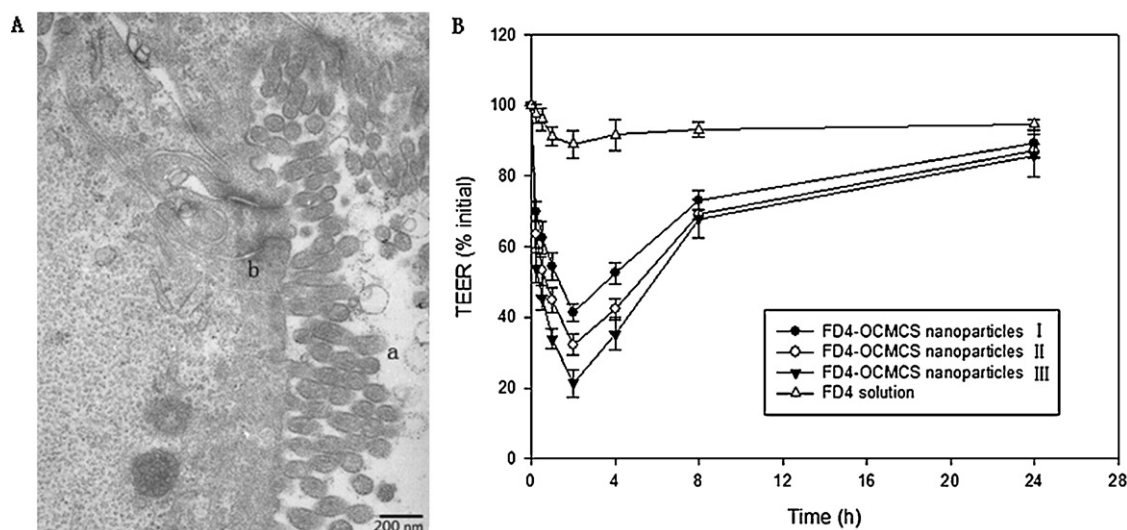 A
b
a
200 nm
B
120
100
80
60
40
20
0
TEER (% initial)
0 4 8 12 16 20 24 28
Time (h)
FD4-OCMCS nanoparticles I
FD4-OCMCS nanoparticles II
FD4-OCMCS nanoparticles III
FD4 solution